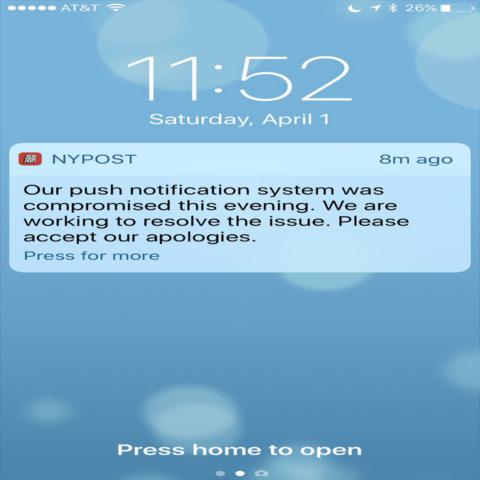 AT&T 26%
11:52
Saturday, April 1
NYPOST 8m ago
Our push notification system was
compromised this evening. We are
working to resolve the issue. Please
accept our apologies.
Press for more
Press home to open